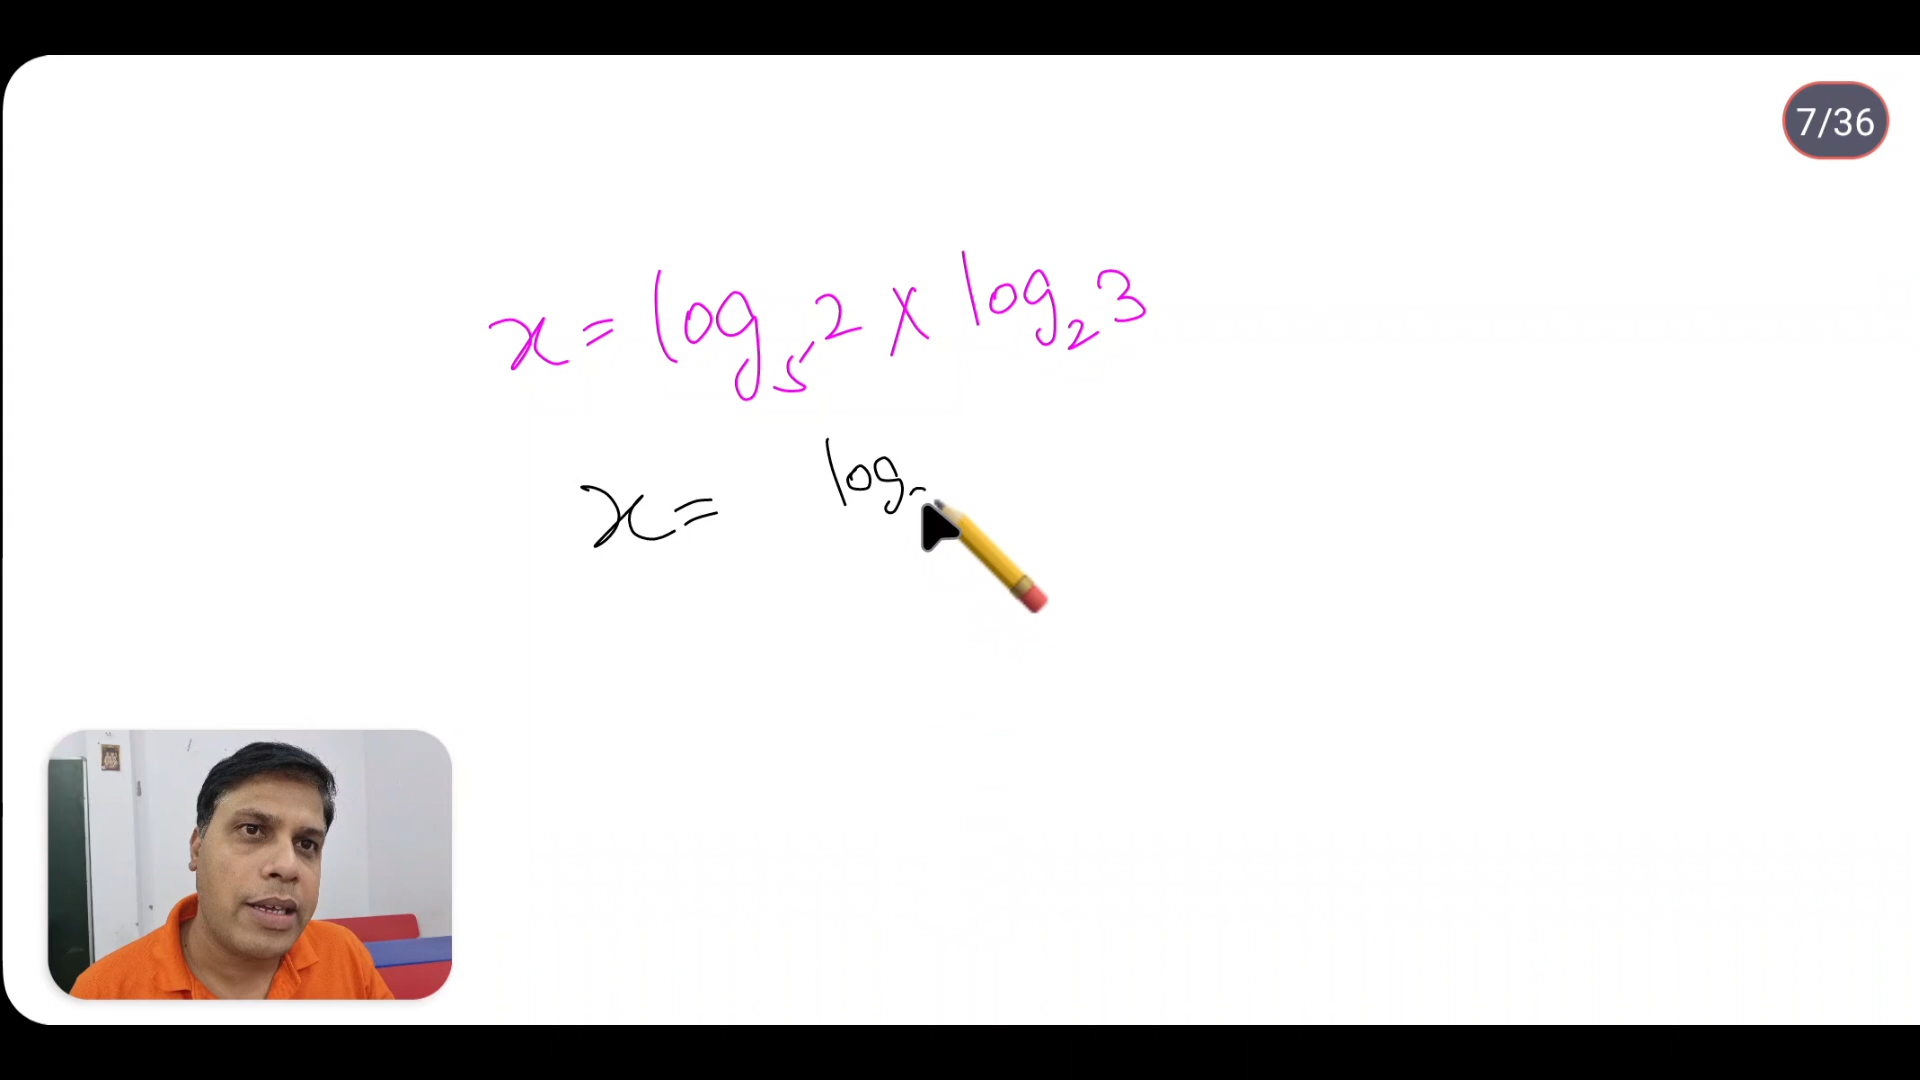 7/36
x = log₅2 × log₂3
x = log